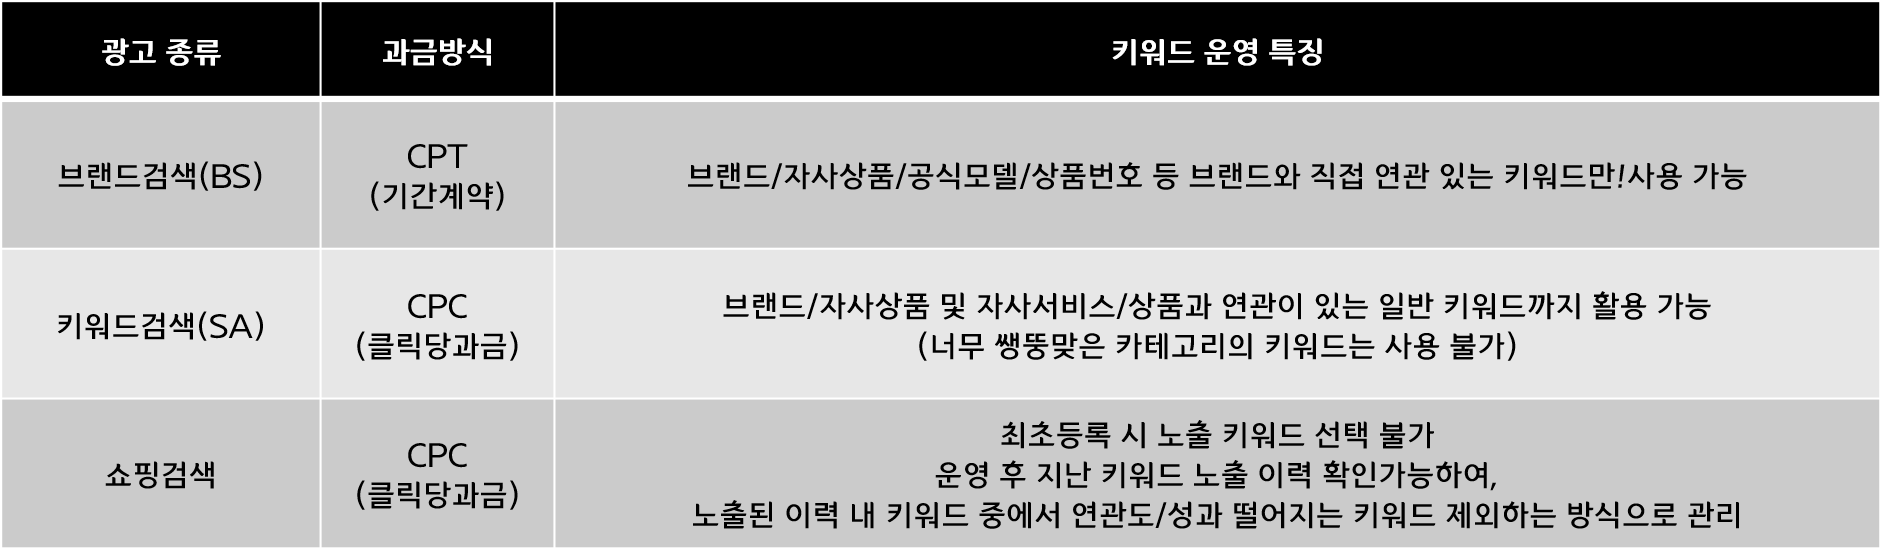 광고 종류
과금방식
키워드 운영 특징
브랜드검색(BS)
CPT
(기간계약)
브랜드/자사상품/공식모델/상품번호 등 브랜드와 직접 연관 있는 키워드만!사용 가능
키워드검색(SA)
CPC
(클릭당과금)
브랜드/자사상품 및 자사서비스/상품과 연관이 있는 일반 키워드까지 활용 가능
(너무 쌩뚱맞은 카테고리의 키워드는 사용 불가)
쇼핑검색
CPC
(클릭당과금)
최초등록 시 노출 키워드 선택 불가
운영 후 지난 키워드 노출 이력 확인가능하여,
노출된 이력 내 키워드 중에서 연관도/성과 떨어지는 키워드 제외하는 방식으로 관리